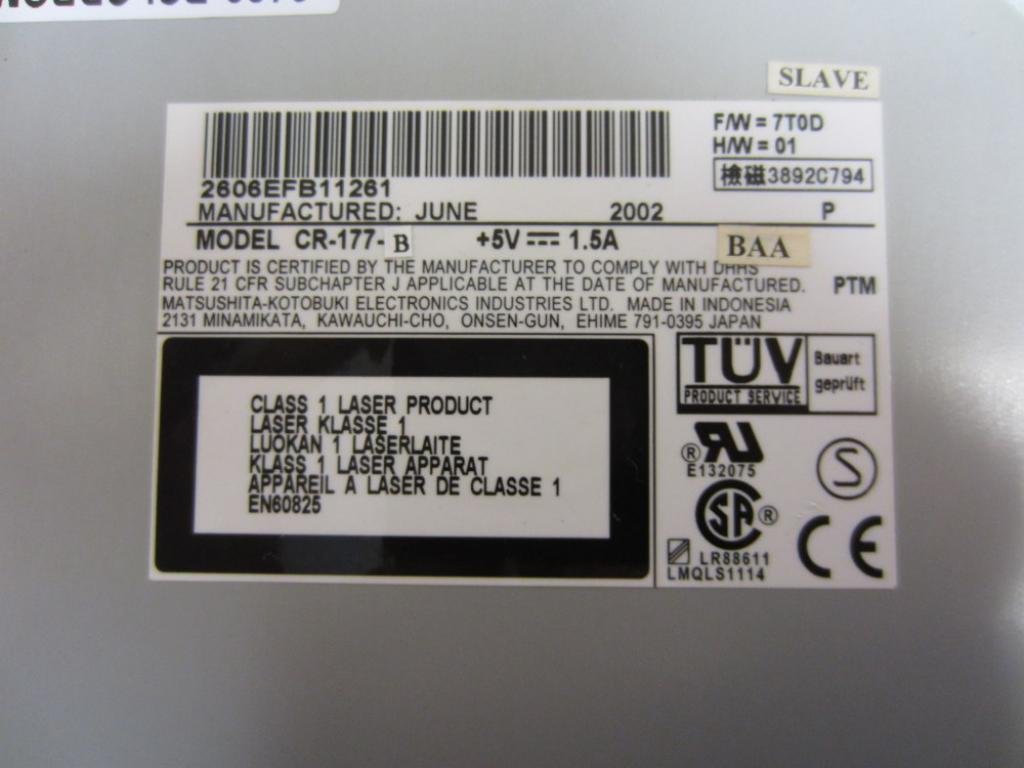 SLAVE
F/W = 7T0D
H/W = 01
檢磁3892C794
2606EFB11261
MANUFACTURED: JUNE 2002 P
MODEL CR-177-B +5V 1.5A BAA
PRODUCT IS CERTIFIED BY THE MANUFACTURER TO COMPLY WITH DHHS
RULE 21 CFR SUBCHAPTER J APPLICABLE AT THE DATE OF MANUFACTURED. PTM
MATSUSHITA-KOTOBUKI ELECTRONICS INDUSTRIES LTD. MADE IN INDONESIA
2131 MINAMIKATA, KAWAUCHI-CHO, ONSEN-GUN, EHIME 791-0395 JAPAN
CLASS 1 LASER PRODUCT
LASER KLASSE 1
LUOKAN 1 LASERLAITE
KLASS 1 LASER APPARAT
APPAREIL A LASER DE CLASSE 1
EN60825
TÜV
PRODUCT SERVICE
Bauart
geprüft
® RU
E132075
S
SA ®
CE
LR88611
LMQLS1114